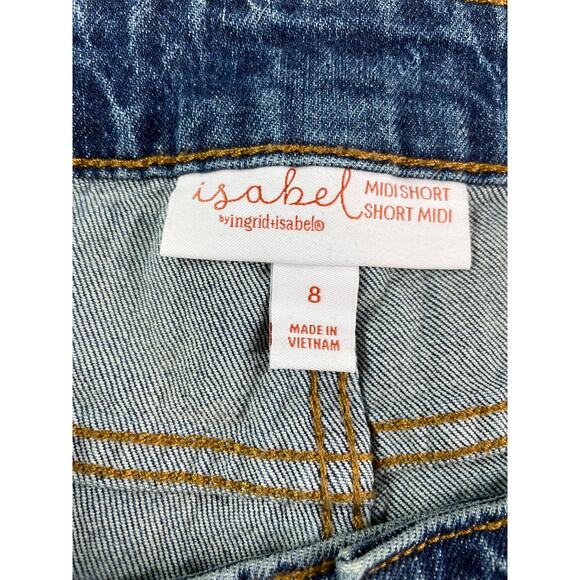 isabel
by ingrid+isabel®
MIDI SHORT
SHORT MIDI
8
MADE IN
VIETNAM